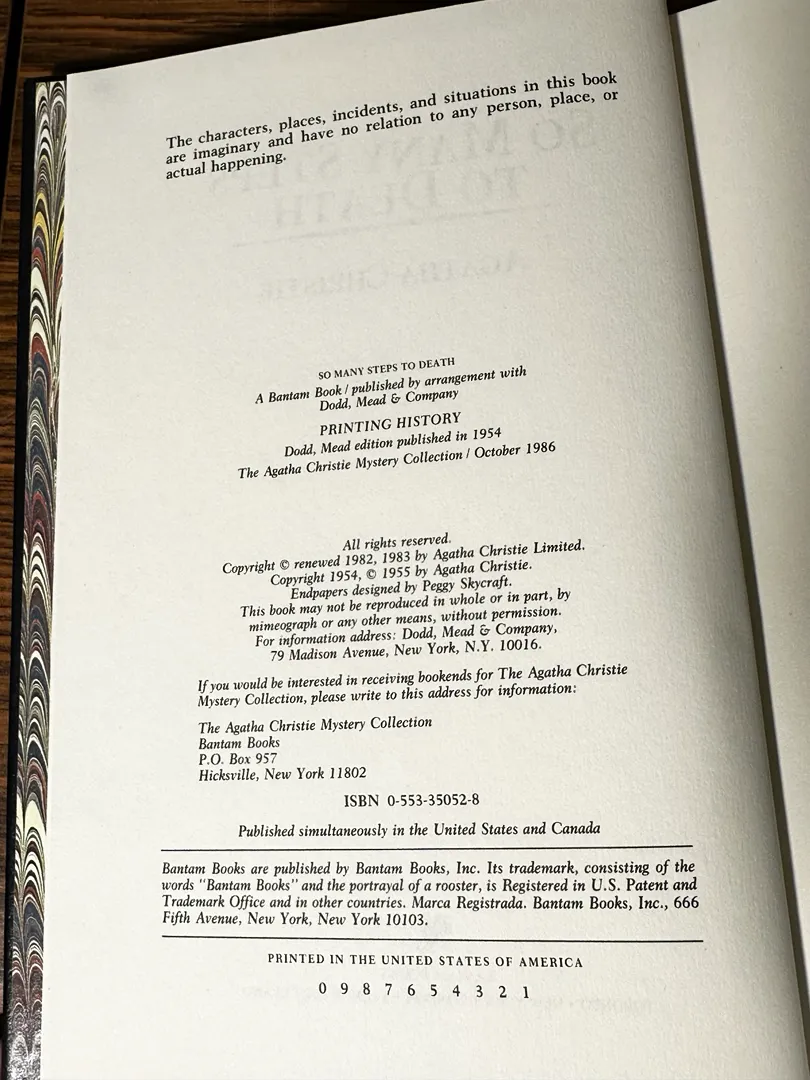 The characters, places, incidents, and situations in this book
are imaginary and have no relation to any person, place, or
actual happening.
SO MANY STEPS TO DEATH
A Bantam Book / published by arrangement with
Dodd, Mead & Company
PRINTING HISTORY
Dodd, Mead edition published in 1954
The Agatha Christie Mystery Collection / October 1986
All rights reserved.
Copyright © renewed 1982, 1983 by Agatha Christie Limited.
Copyright 1954, © 1955 by Agatha Christie.
Endpapers designed by Peggy Skycraft.
This book may not be reproduced in whole or in part, by
mimeograph or any other means, without permission.
For information address: Dodd, Mead & Company,
79 Madison Avenue, New York, N.Y. 10016.
If you would be interested in receiving bookends for The Agatha Christie
Mystery Collection, please write to this address for information:
The Agatha Christie Mystery Collection
Bantam Books
P.O. Box 957
Hicksville, New York 11802
ISBN 0-553-35052-8
Published simultaneously in the United States and Canada
Bantam Books are published by Bantam Books, Inc. Its trademark, consisting of the
words "Bantam Books" and the portrayal of a rooster, is Registered in U.S. Patent and
Trademark Office and in other countries. Marca Registrada. Bantam Books, Inc., 666
Fifth Avenue, New York, New York 10103.
PRINTED IN THE UNITED STATES OF AMERICA
0 9 8 7 6 5 4 3 2 1